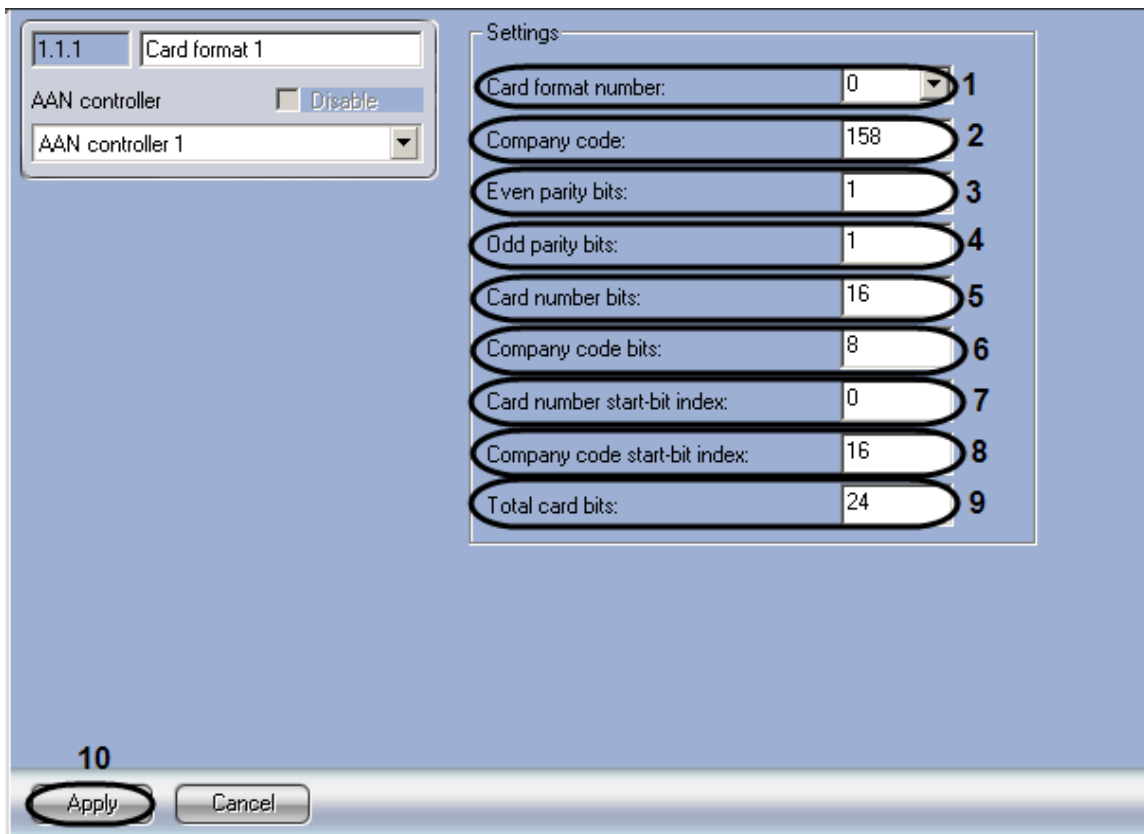 1.1.1 Card format 1
AAN controller Disable
AAN controller 1
Settings
Card format number: 0 1
Company code: 158 2
Even parity bits: 1 3
Odd parity bits: 1 4
Card number bits: 16 5
Company code bits: 8 6
Card number start-bit index: 0 7
Company code start-bit index: 16 8
Total card bits: 24 9
10
Apply Cancel